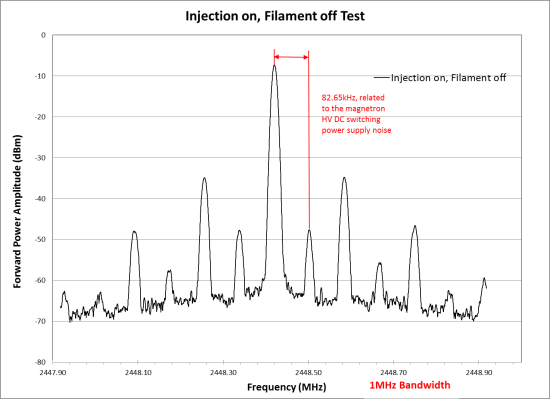 Injection on, Filament off Test
0
-10
-20
-30
-40
-50
-60
-70
-80
Forward Power Amplitude (dBm)
Injection on, Filament off
82.65kHz, related
to the magnetron
HV DC switching
power supply noise
2447.90
2448.10
2448.30
2448.50
2448.70
2448.90
Frequency (MHz)
1MHz Bandwidth